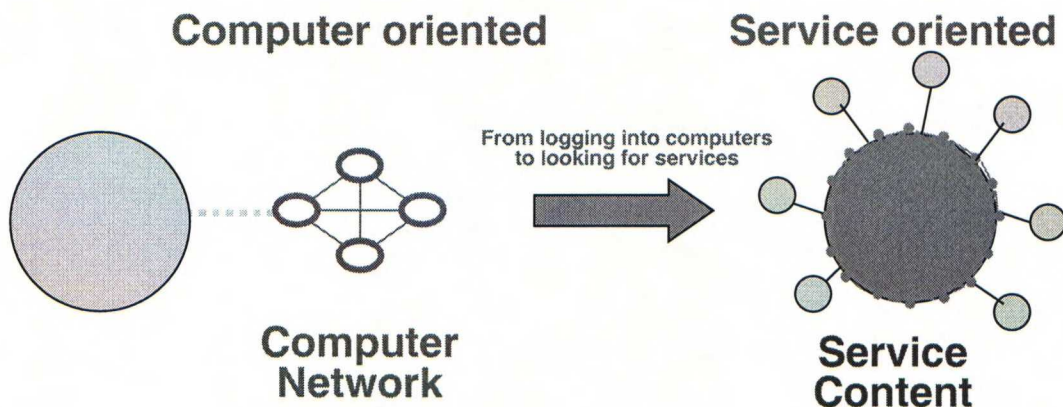 Computer oriented
Service oriented
From logging into computers
to looking for services
Computer
Network
Service
Content